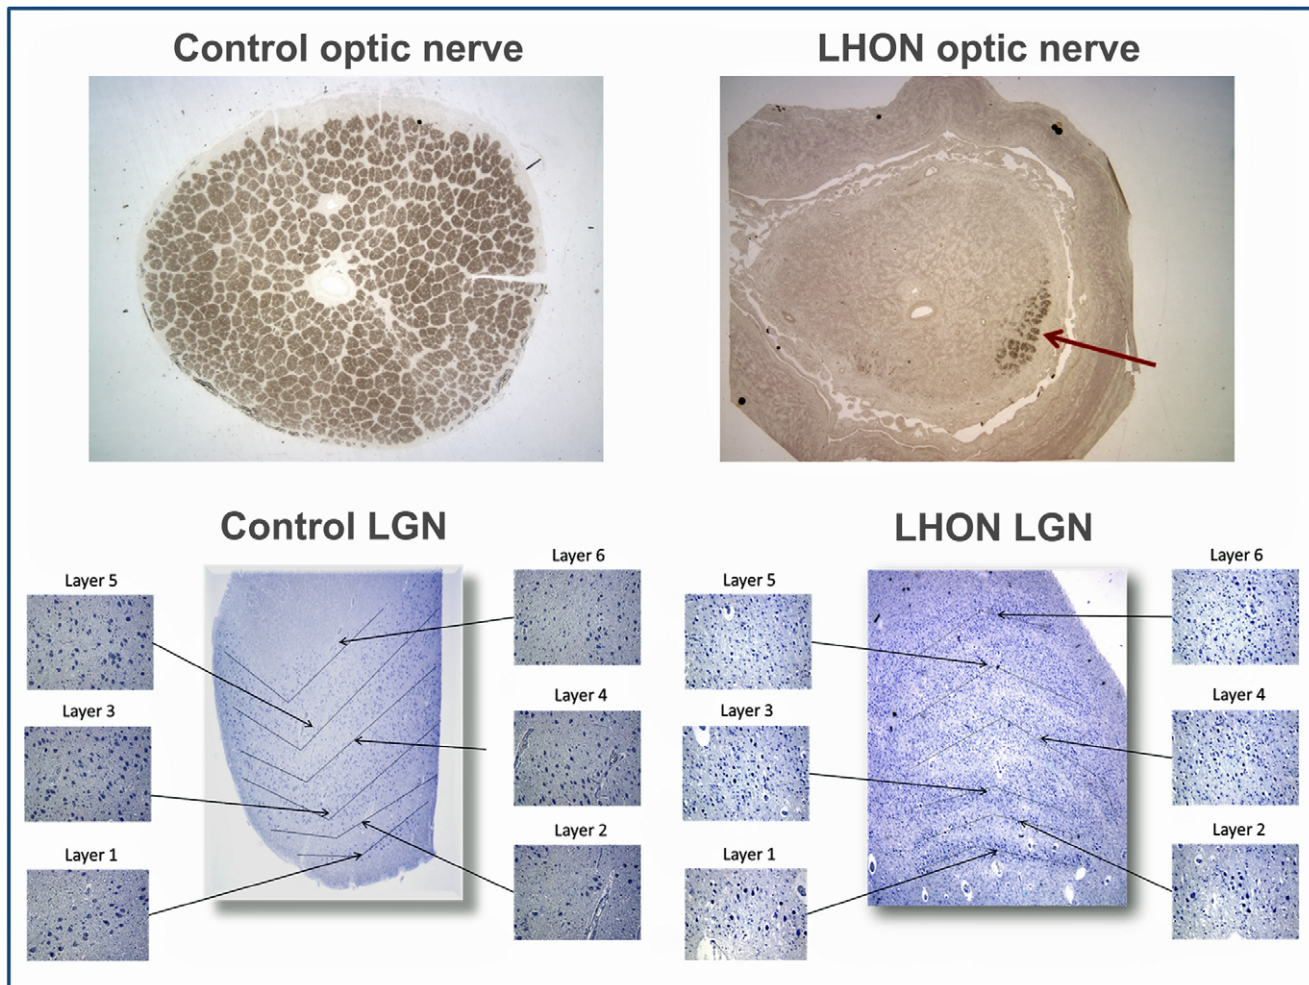 Control optic nerve
LHON optic nerve
Control LGN
LHON LGN
Layer 5
Layer 6
Layer 3
Layer 4
Layer 1
Layer 2
Layer 5
Layer 6
Layer 3
Layer 4
Layer 1
Layer 2